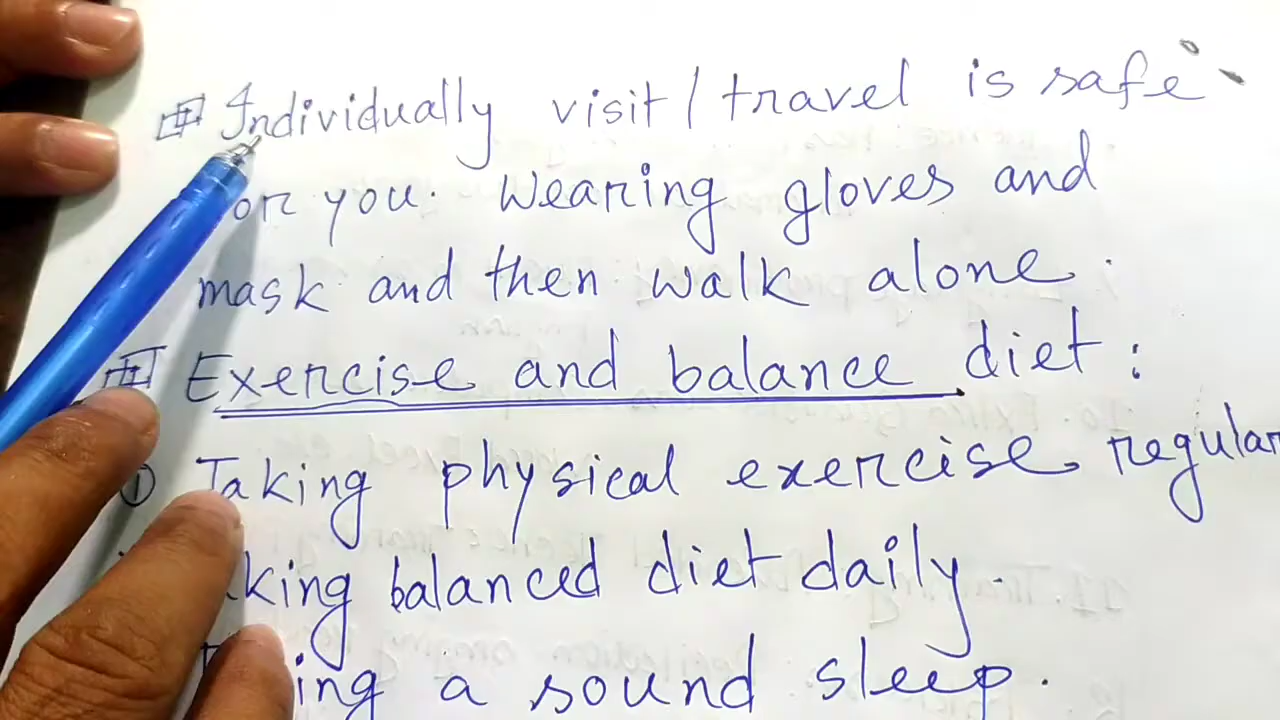 Individually visit/travel is safe
or you. Wearing gloves and
mask and then walk alone.
Exercise and balance diet:
① Taking physical exercise regular
king balanced diet daily.
ing a sound sleep.